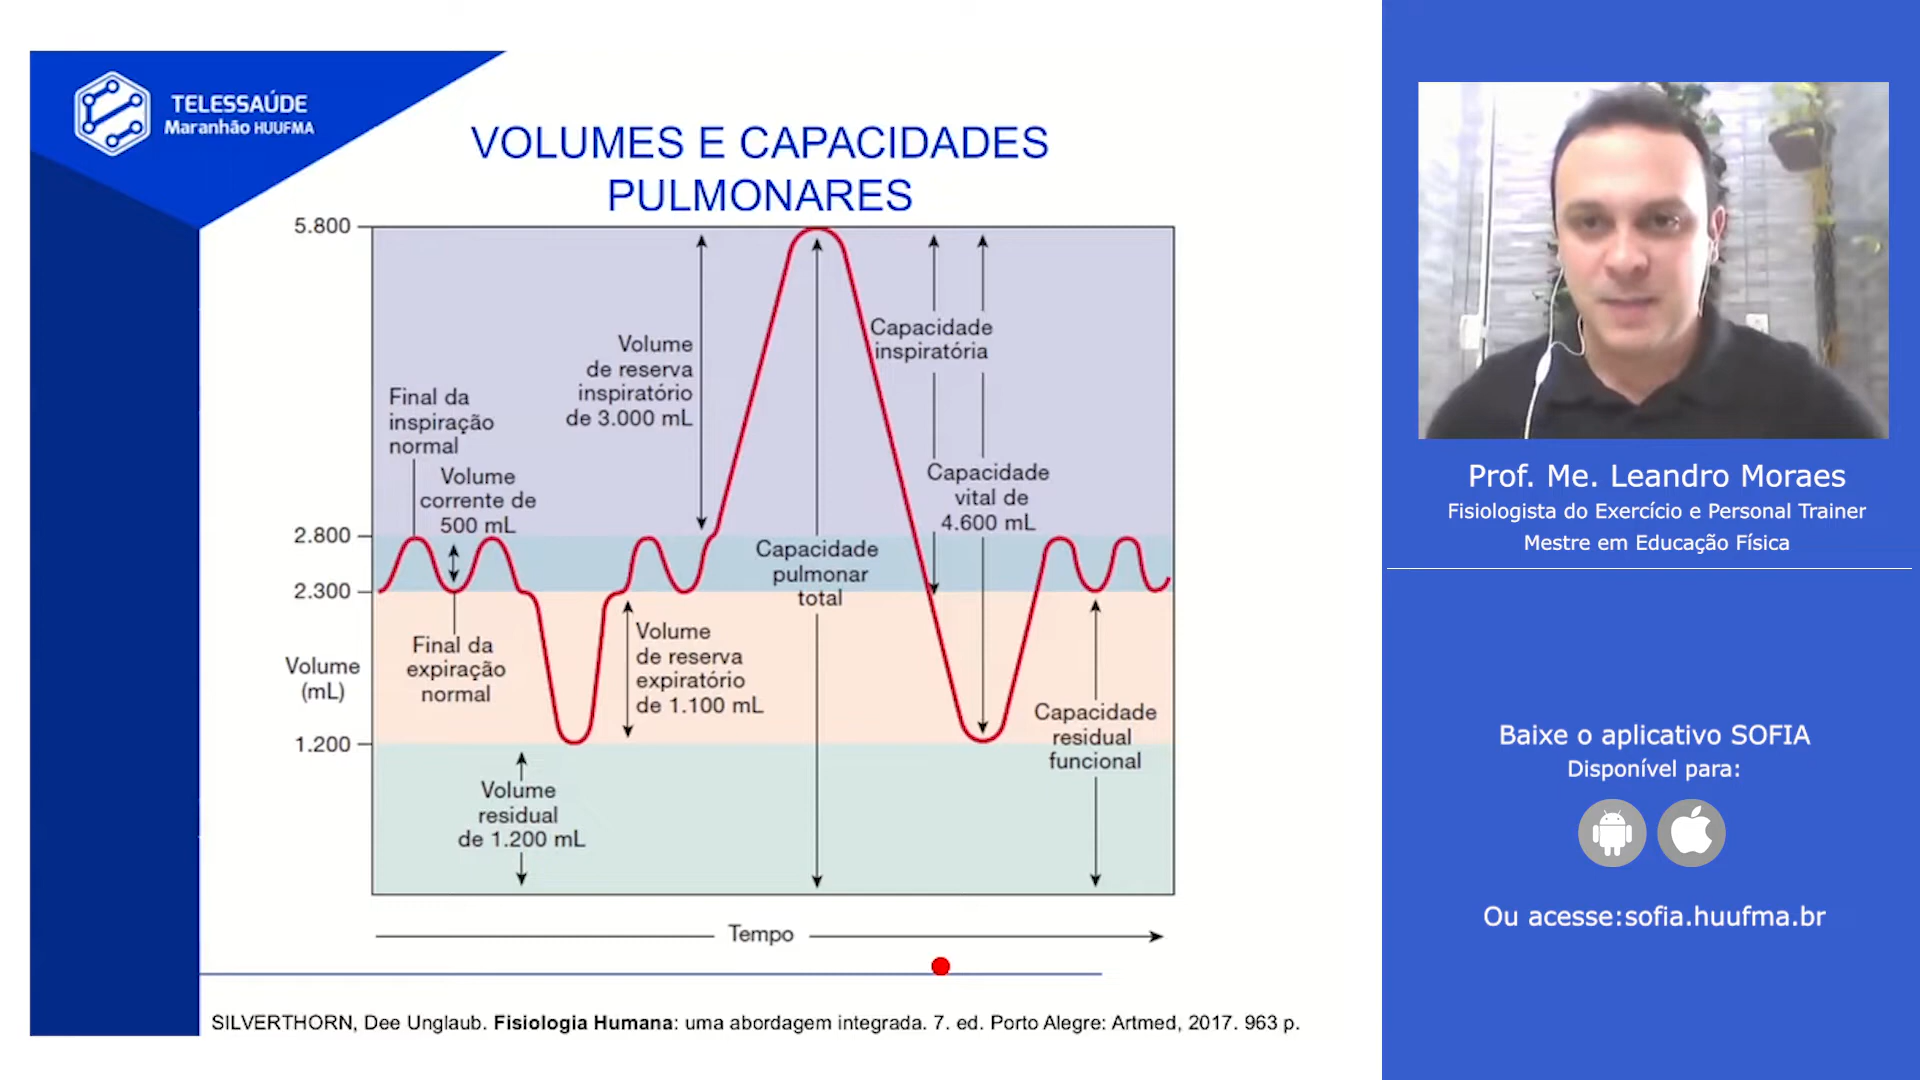 TELESSAÚDE
Maranhão HUUFMA
VOLUMES E CAPACIDADES
PULMONARES
5.800
2.800
2.300
1.200
Volume
(mL)
Final da
inspiração
normal
Volume
corrente de
500 mL
Final da
expiração
normal
Volume
residual
de 1.200 mL
Volume
de reserva
inspiratório
de 3.000 mL
Volume
de reserva
expiratório
de 1.100 mL
Capacidade
pulmonar
total
Capacidade
inspiratória
Capacidade
vital de
4.600 mL
Capacidade
residual
funcional
Tempo
SILVERTHORN, Dee Unglaub. Fisiologia Humana: uma abordagem integrada. 7. ed. Porto Alegre: Artmed, 2017. 963 p.
Prof. Me. Leandro Moraes
Fisiologista do Exercício e Personal Trainer
Mestre em Educação Física
Baixe o aplicativo SOFIA
Disponível para:
Ou acesse:sofia.huufma.br